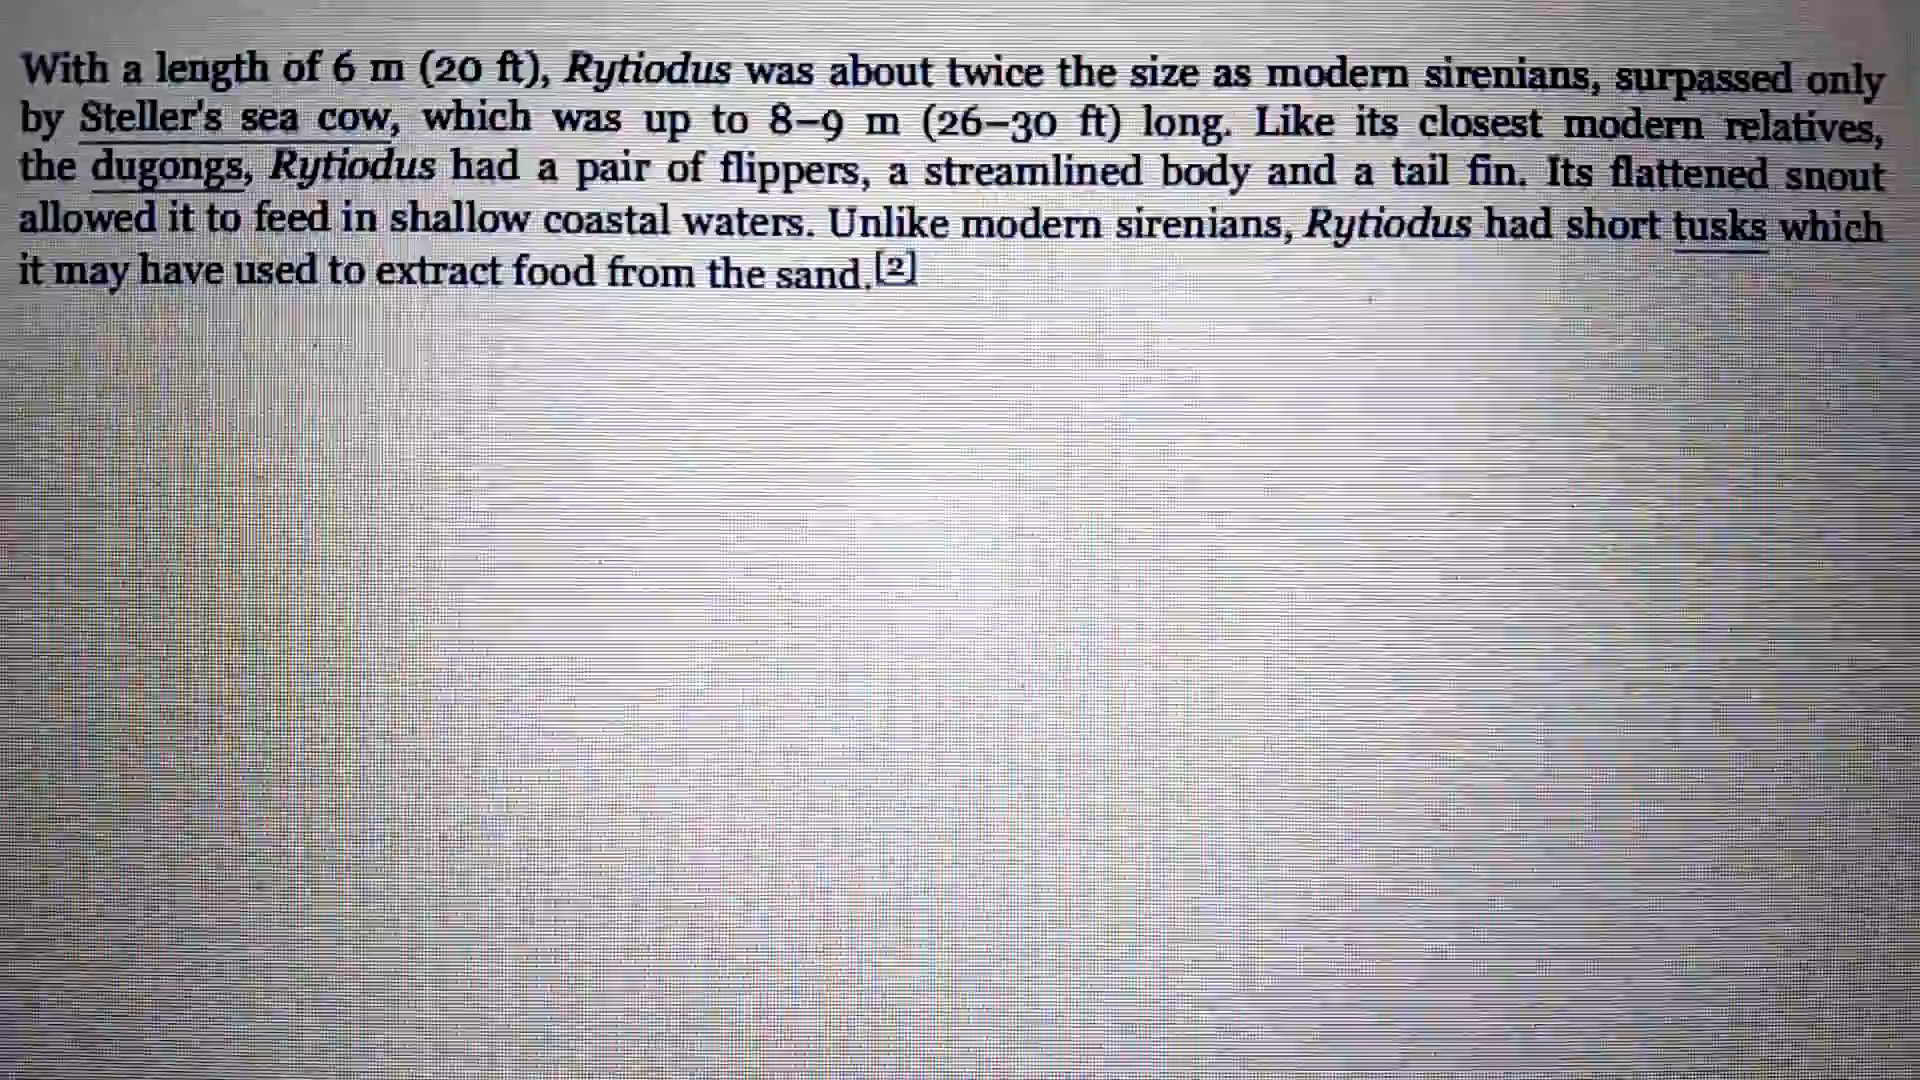 With a length of 6 m (20 ft), Rytiodus was about twice the size as modern sirenians, surpassed only
by Steller's sea cow, which was up to 8–9 m (26–30 ft) long. Like its closest modern relatives,
the dugongs, Rytiodus had a pair of flippers, a streamlined body and a tail fin. Its flattened snout
allowed it to feed in shallow coastal waters. Unlike modern sirenians, Rytiodus had short tusks which
it may have used to extract food from the sand.[2]